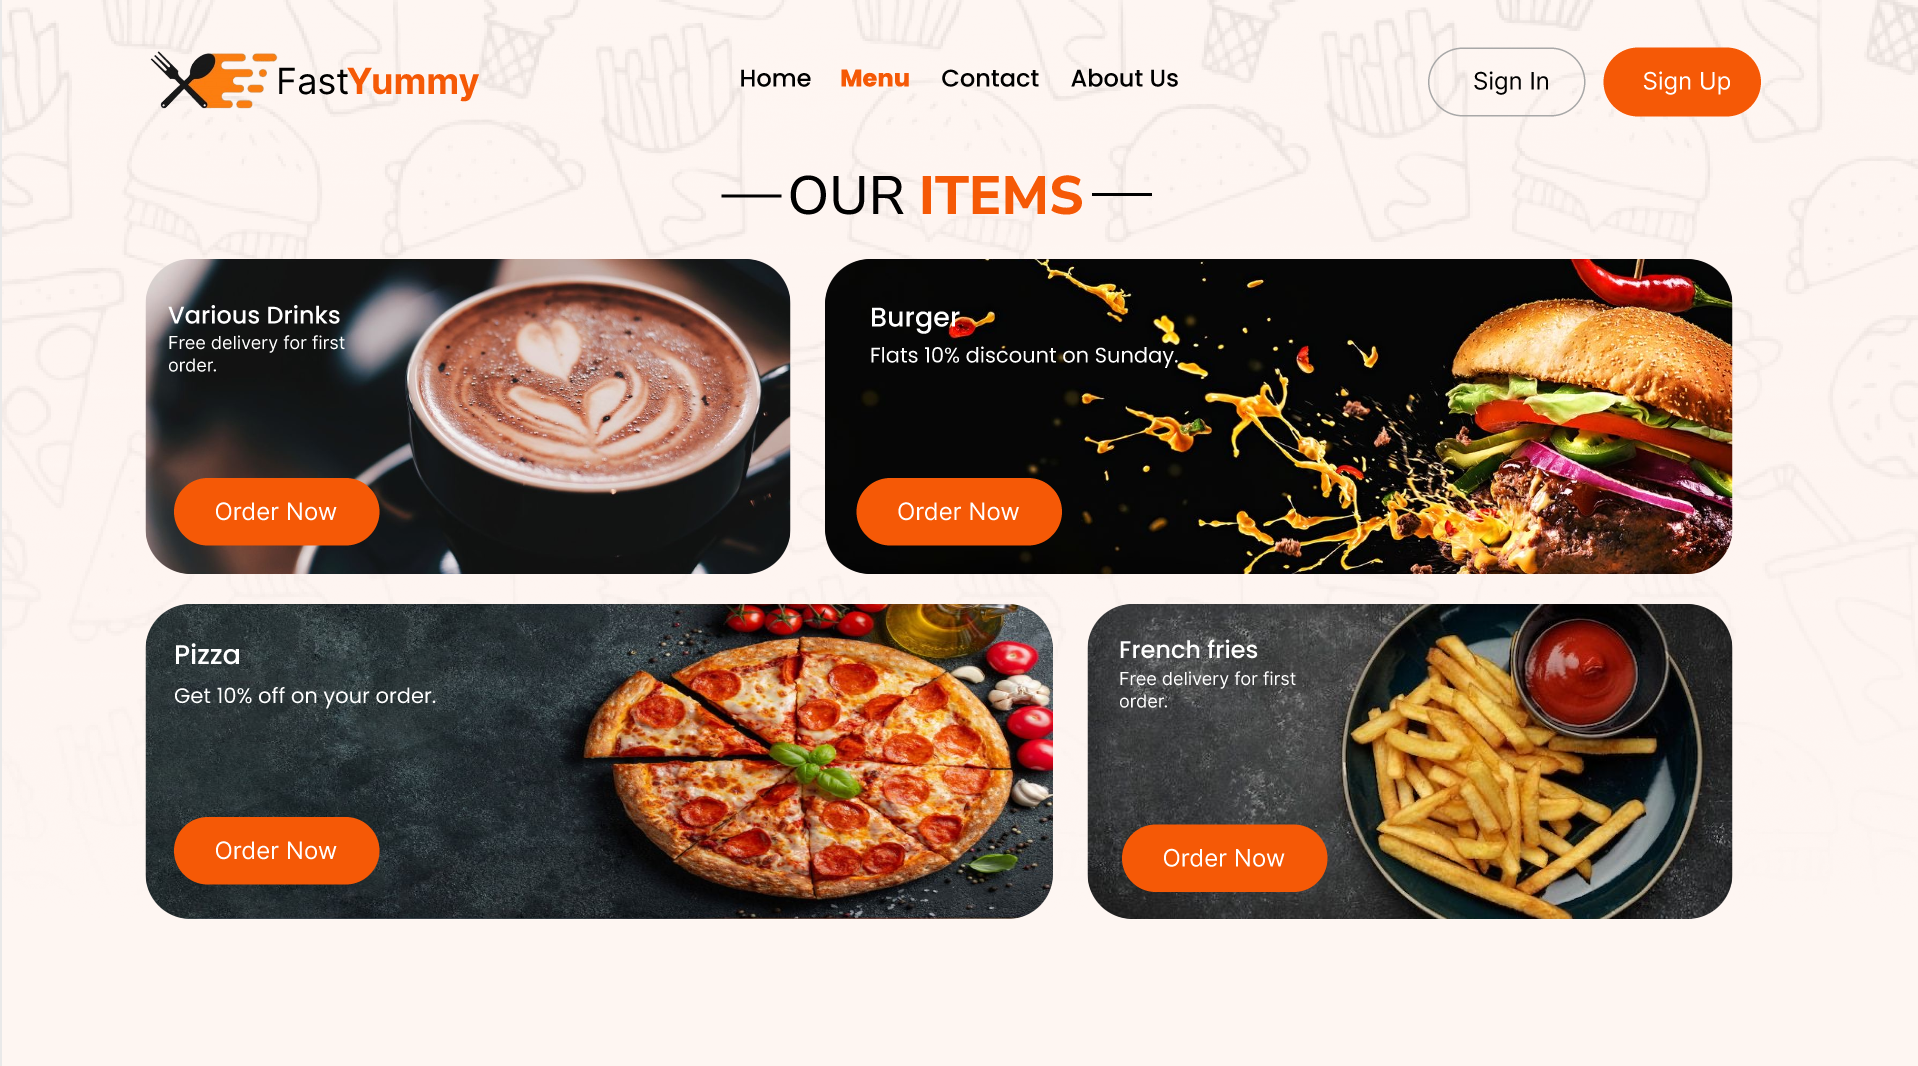 FastYummy
Home Menu Contact About Us
Sign In
Sign Up
OUR ITEMS
Various Drinks
Free delivery for first
order.
Order Now
Burger
Flats 10% discount on Sunday.
Order Now
Pizza
Get 10% off on your order.
Order Now
French fries
Free delivery for first
order.
Order Now